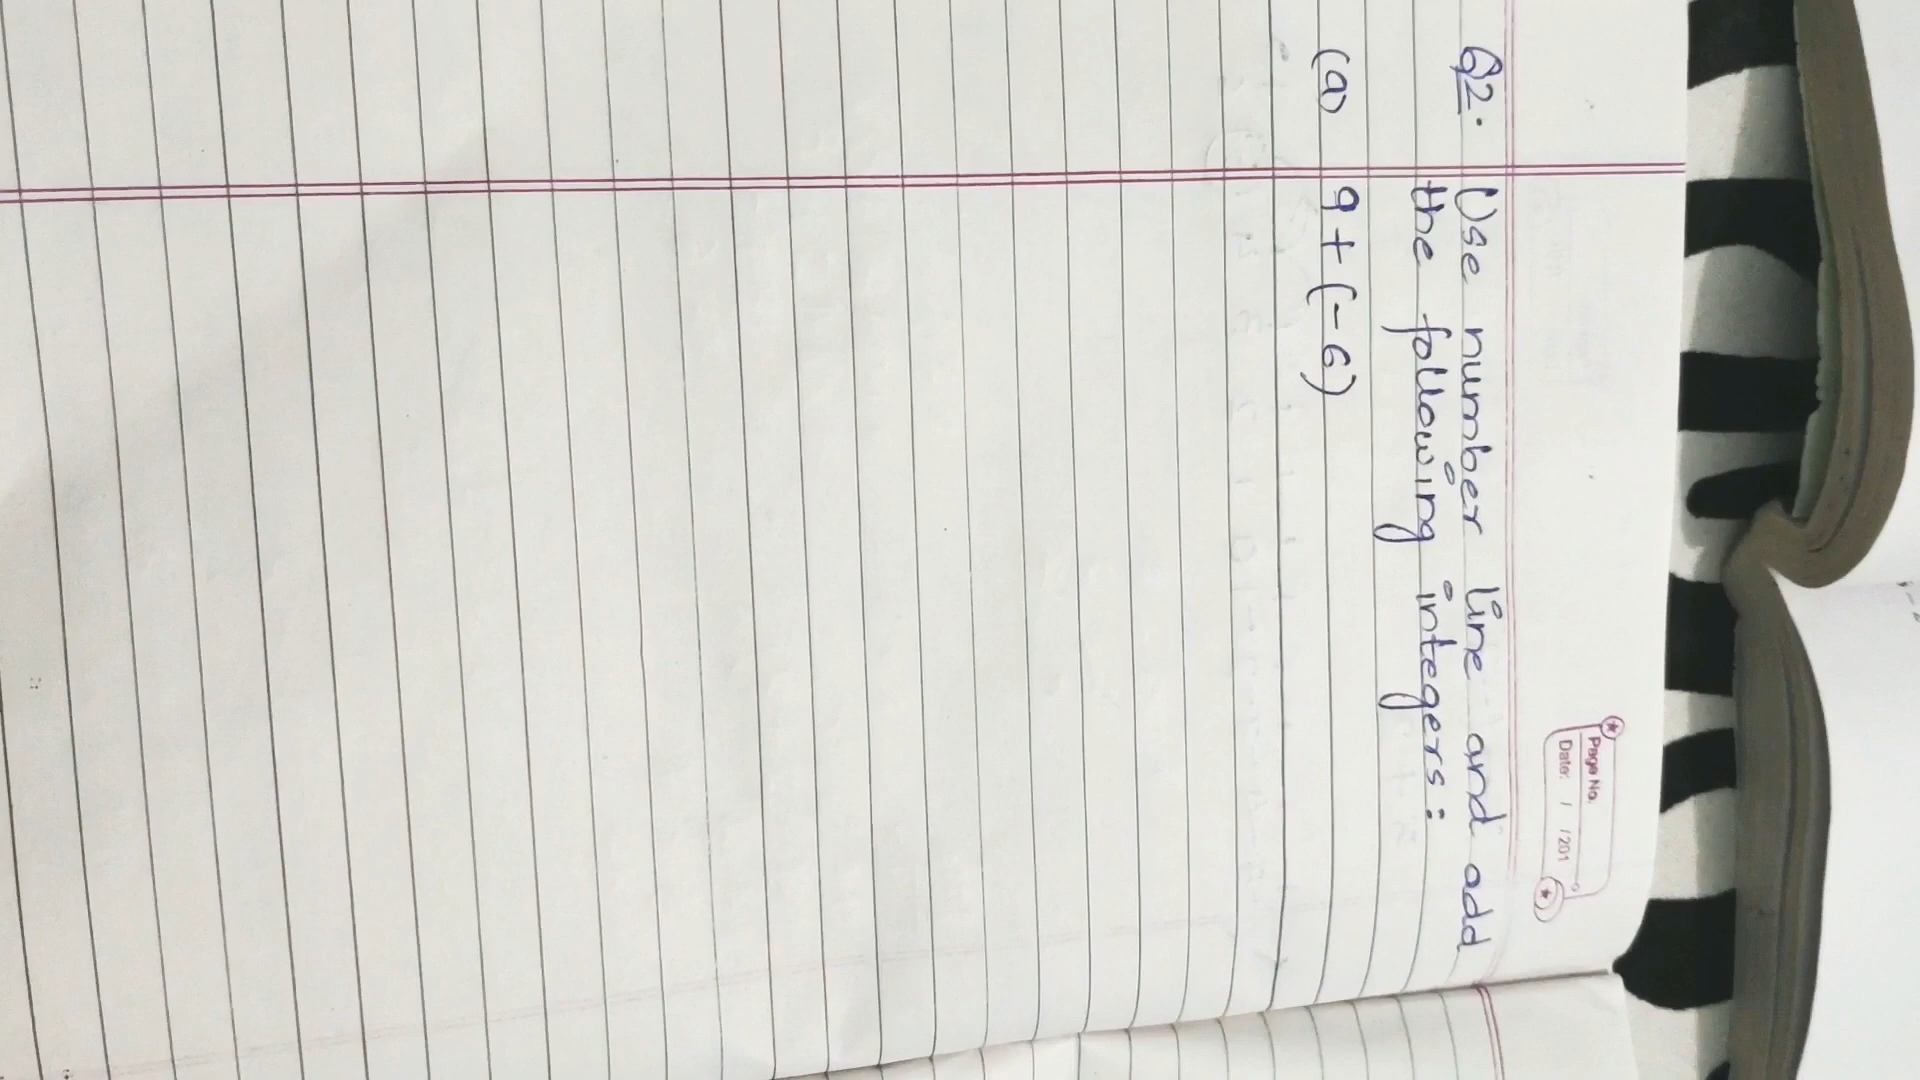 Page No.
Date: / /201
Q2. Use number line and add
the following integers:
(a) 9 + (-6)